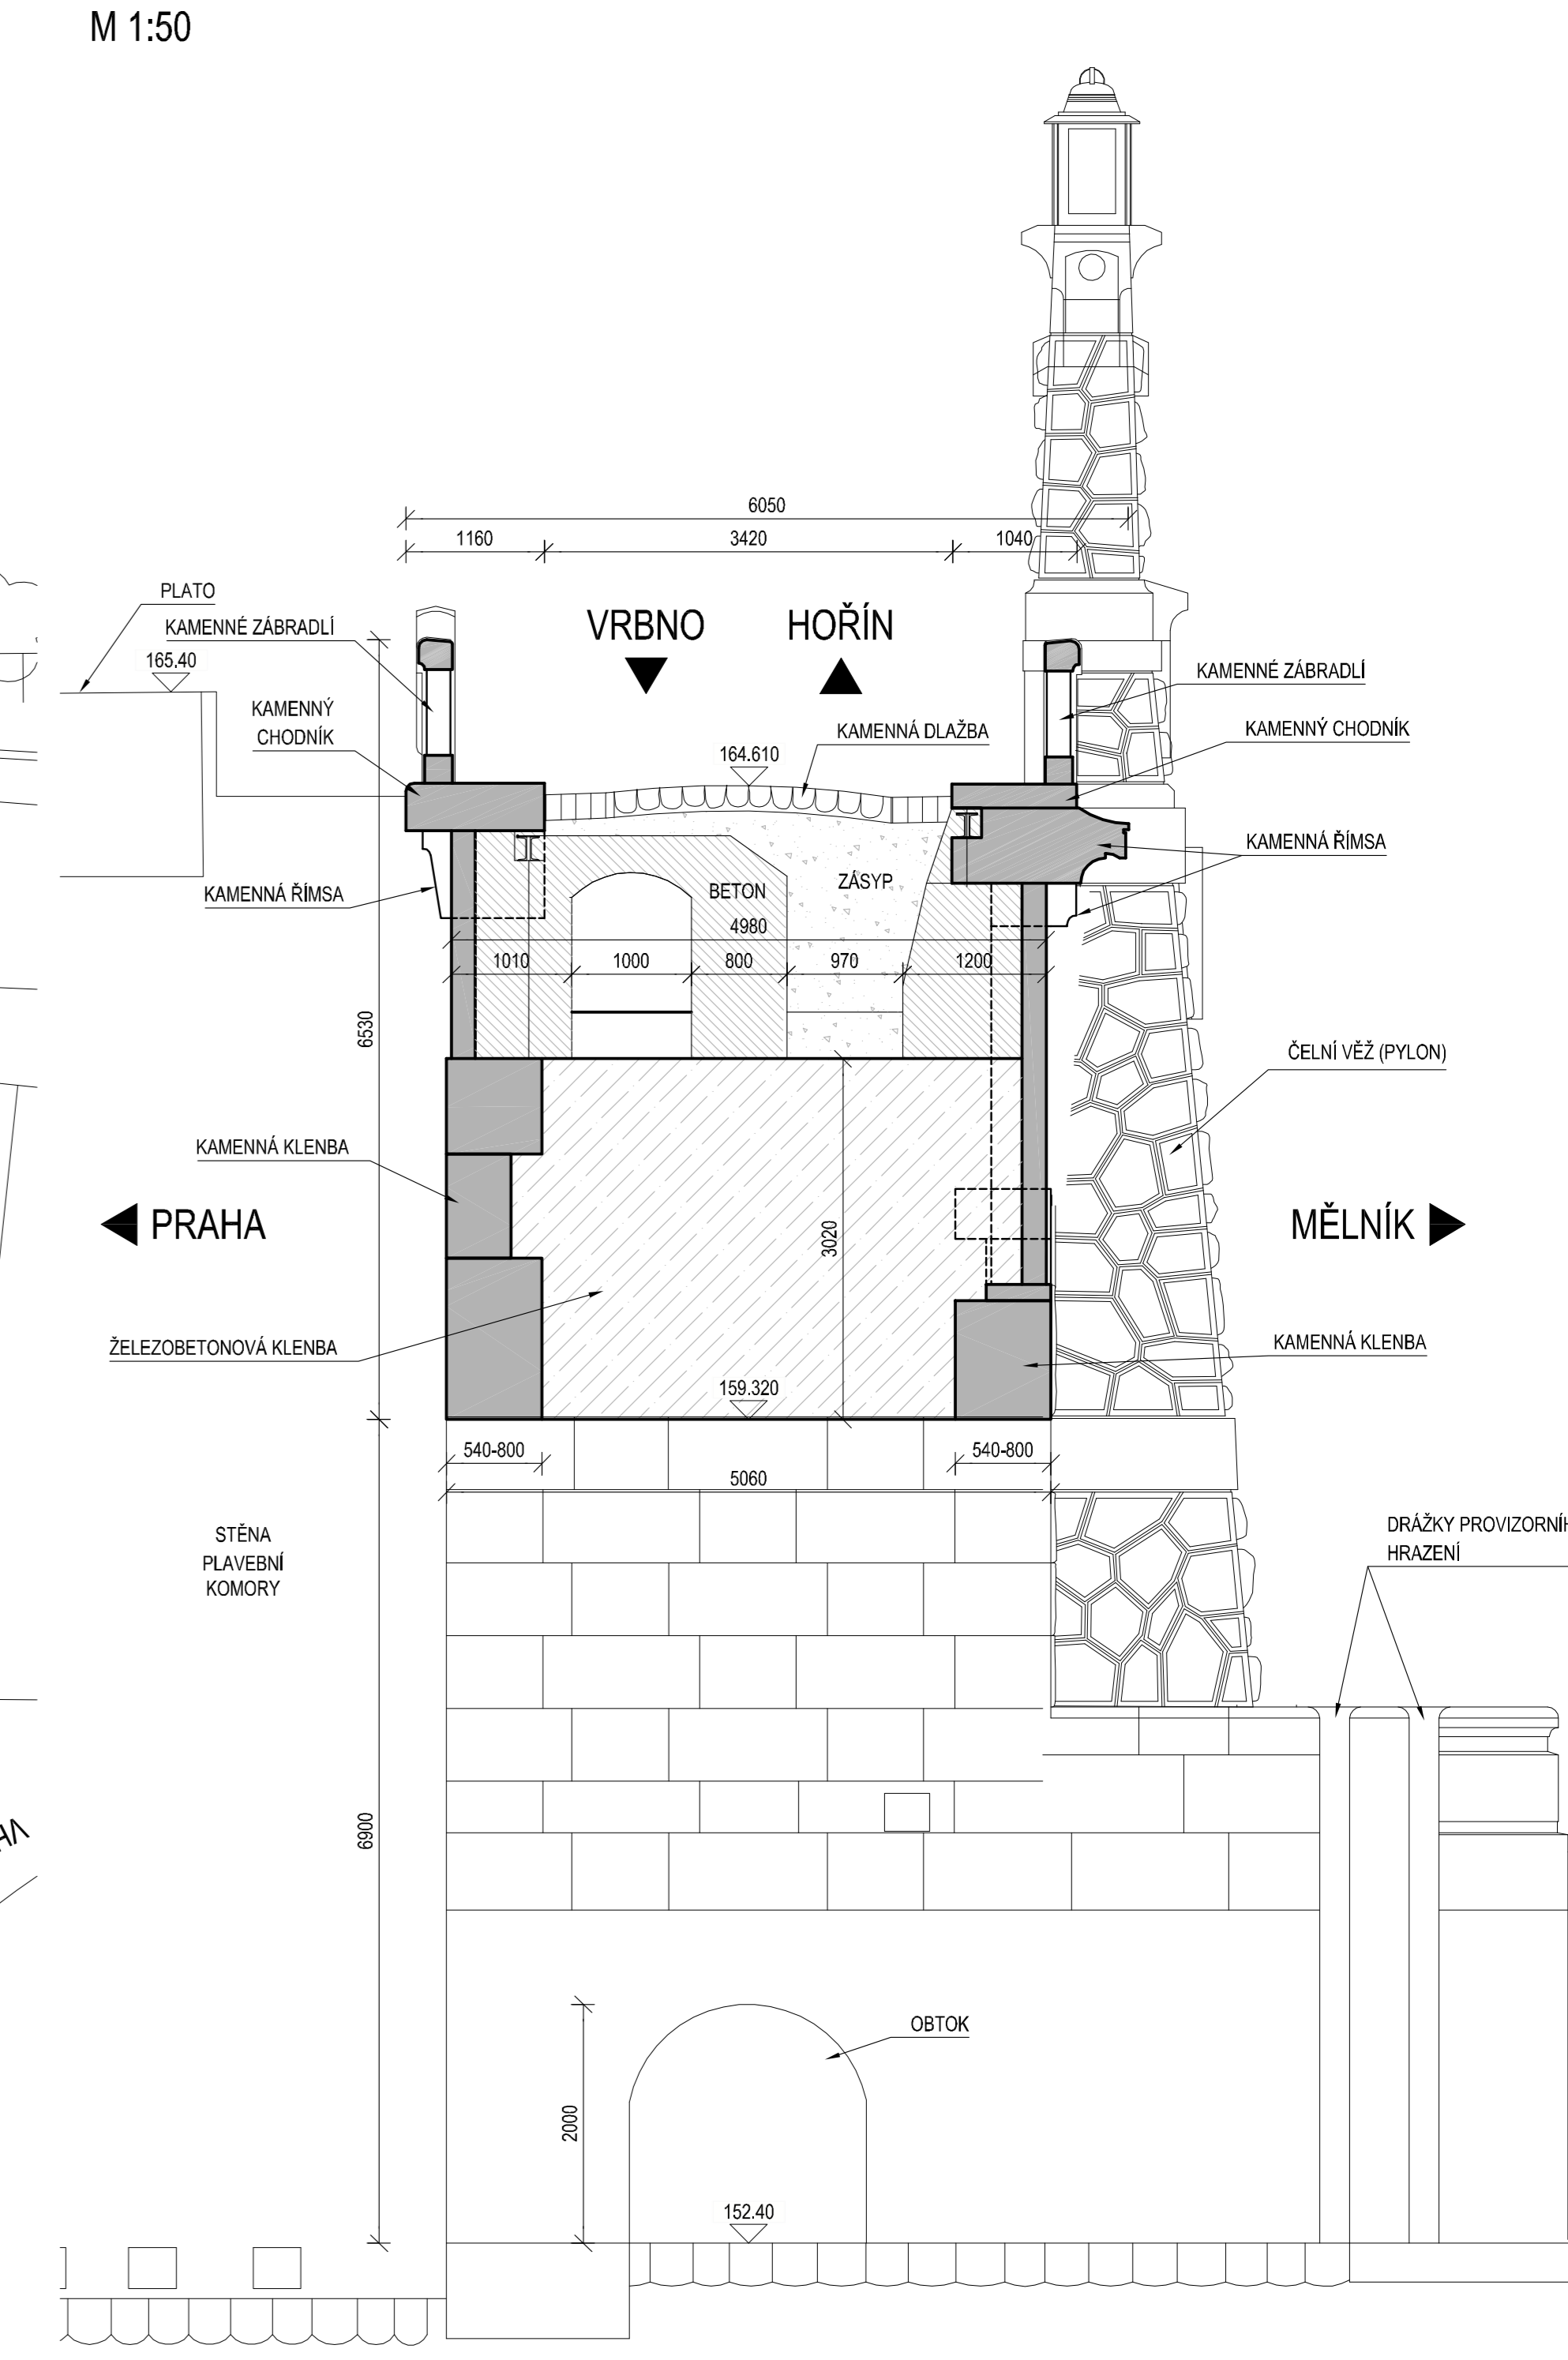 M 1:50
6050
1160
3420
1040
PLATO
KAMENNÉ ZÁBRADLÍ
165.40
VRBNO
HOŘÍN
KAMENNÉ ZÁBRADLÍ
KAMENNÝ
CHODNÍK
KAMENNÁ DLAŽBA
KAMENNÝ CHODNÍK
164.610
KAMENNÁ ŘÍMSA
KAMENNÁ ŘÍMSA
BETON
ZÁSYP
4980
1010
1000
800
970
1200
6530
ČELNÍ VĚŽ (PYLON)
KAMENNÁ KLENBA
PRAHA
3020
MĚLNÍK
ŽELEZOBETONOVÁ KLENBA
KAMENNÁ KLENBA
159.320
540-800
540-800
5060
STĚNA
PLAVEBNÍ
KOMORY
DRÁŽKY PROVIZORNÍH
HRAZENÍ
6900
OBTOK
2000
152.40